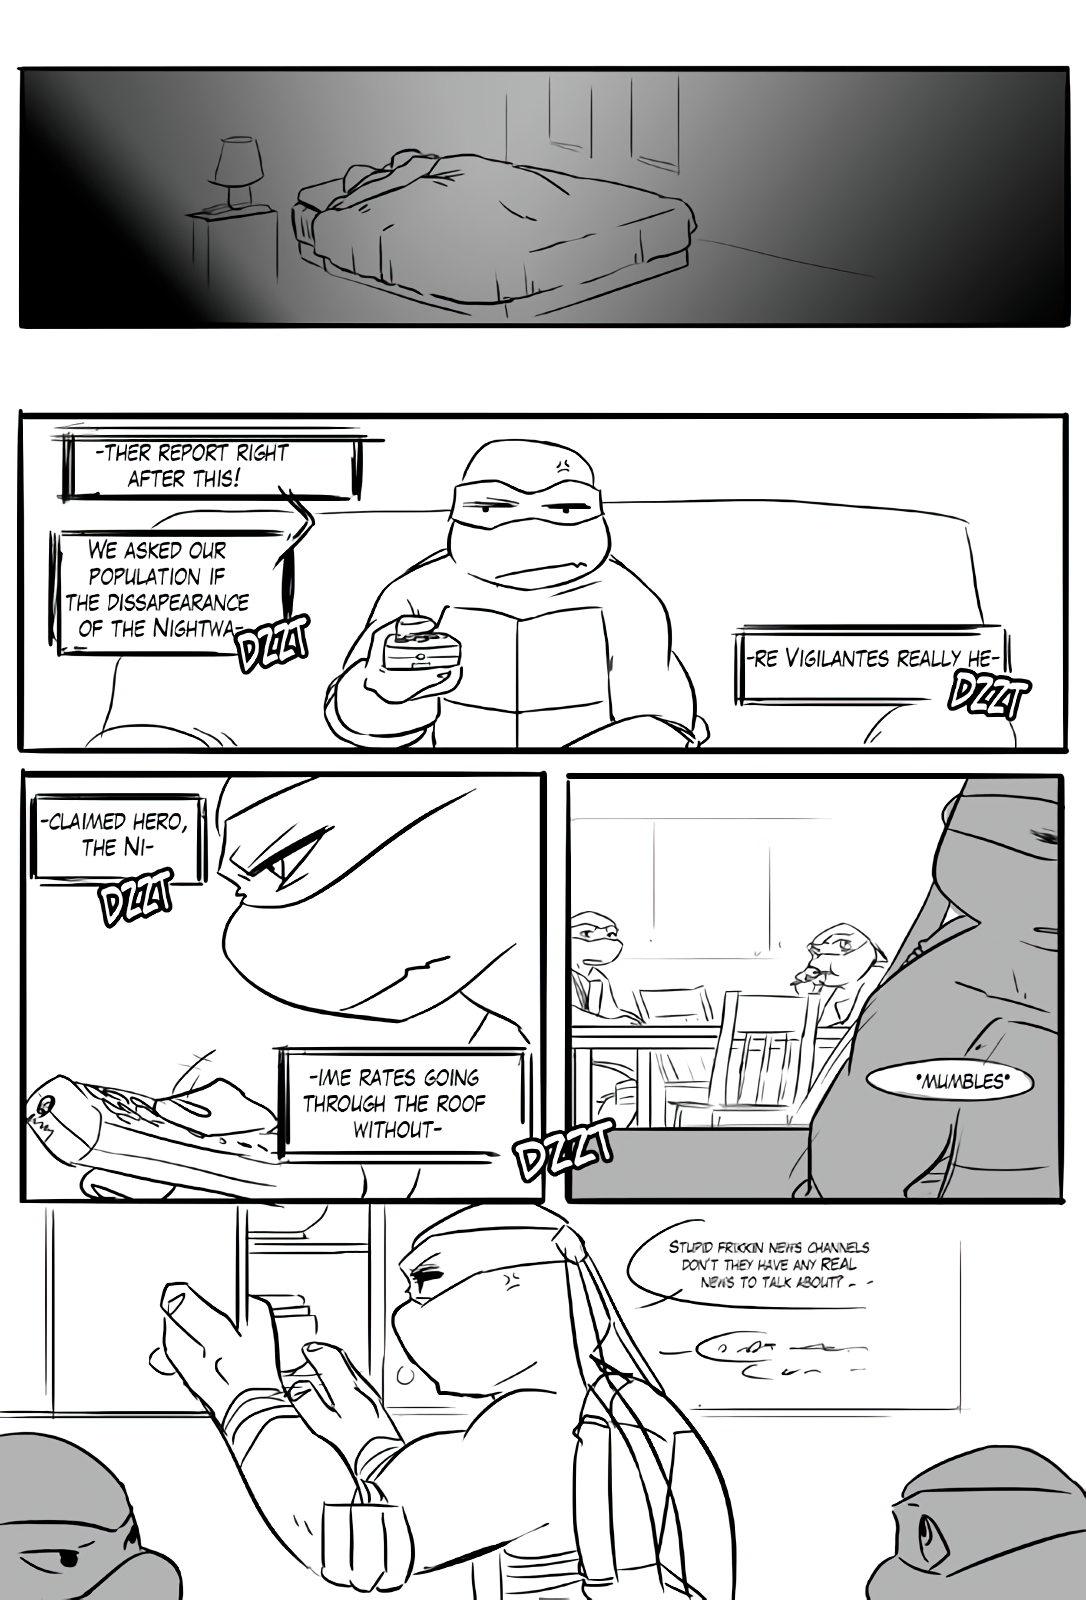 -THER REPORT RIGHT
AFTER THIS!
WE ASKED OUR
POPULATION IF
THE DISSAPEARANCE
OF THE NIGHTWA-
DZZT
-RE VIGILANTES REALLY HE-
DZZT
-CLAIMED HERO,
THE NI-
DZZT
-IME RATES GOING
THROUGH THE ROOF
WITHOUT-
DZZT
*MUMBLES*
STUPID FRIKKIN NEWS CHANNELS
DON'T THEY HAVE ANY REAL
NEWS TO TALK ABOUT? - -